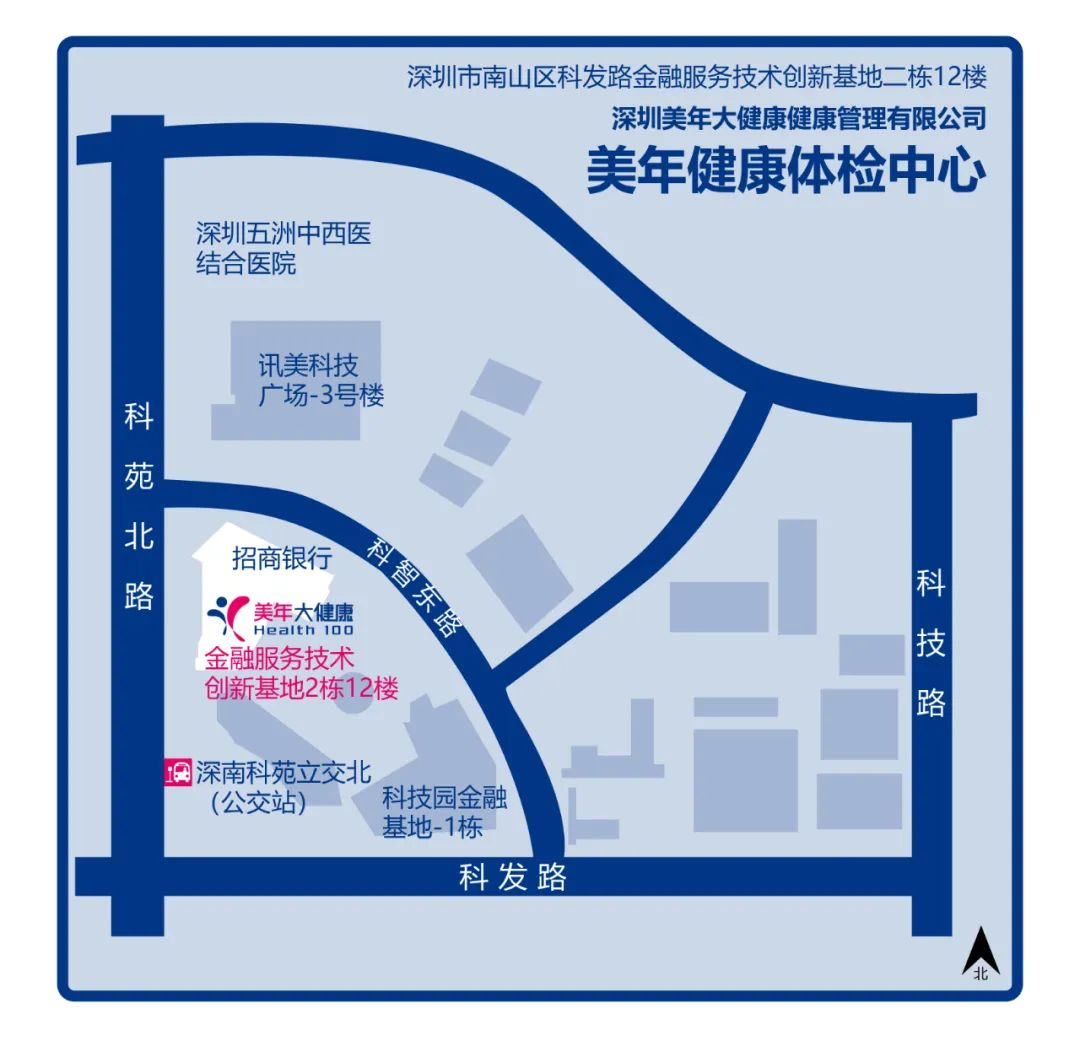 深圳市南山区科发路金融服务技术创新基地二栋12楼
深圳美年大健康健康管理有限公司
美年健康体检中心
深圳五洲中西医
结合医院
讯美科技
广场-3号楼
科苑北路
招商银行
科智东路
美年大健康
Health 100
金融服务技术
创新基地2栋12楼
科技路
深南科苑立交北
（公交站）
科技园金融
基地-1栋
科发路
北